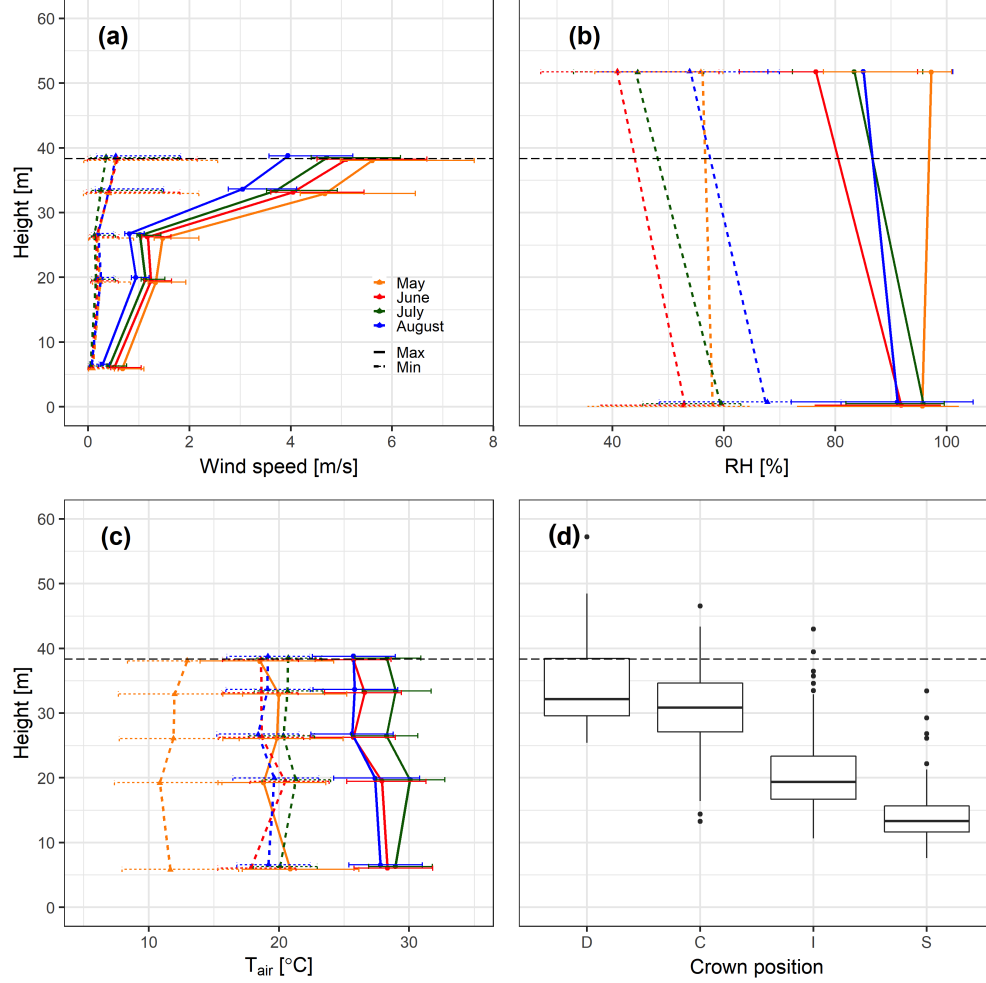 (a)
60
50
40
30
20
10
0
Height [m]
May
June
July
August
Max
Min
0 2 4 6 8
Wind speed [m/s]
(b)
40 60 80 100
RH [%]
(c)
60
50
40
30
20
10
0
Height [m]
10 20 30
Tair [°C]
(d)
D C I S
Crown position